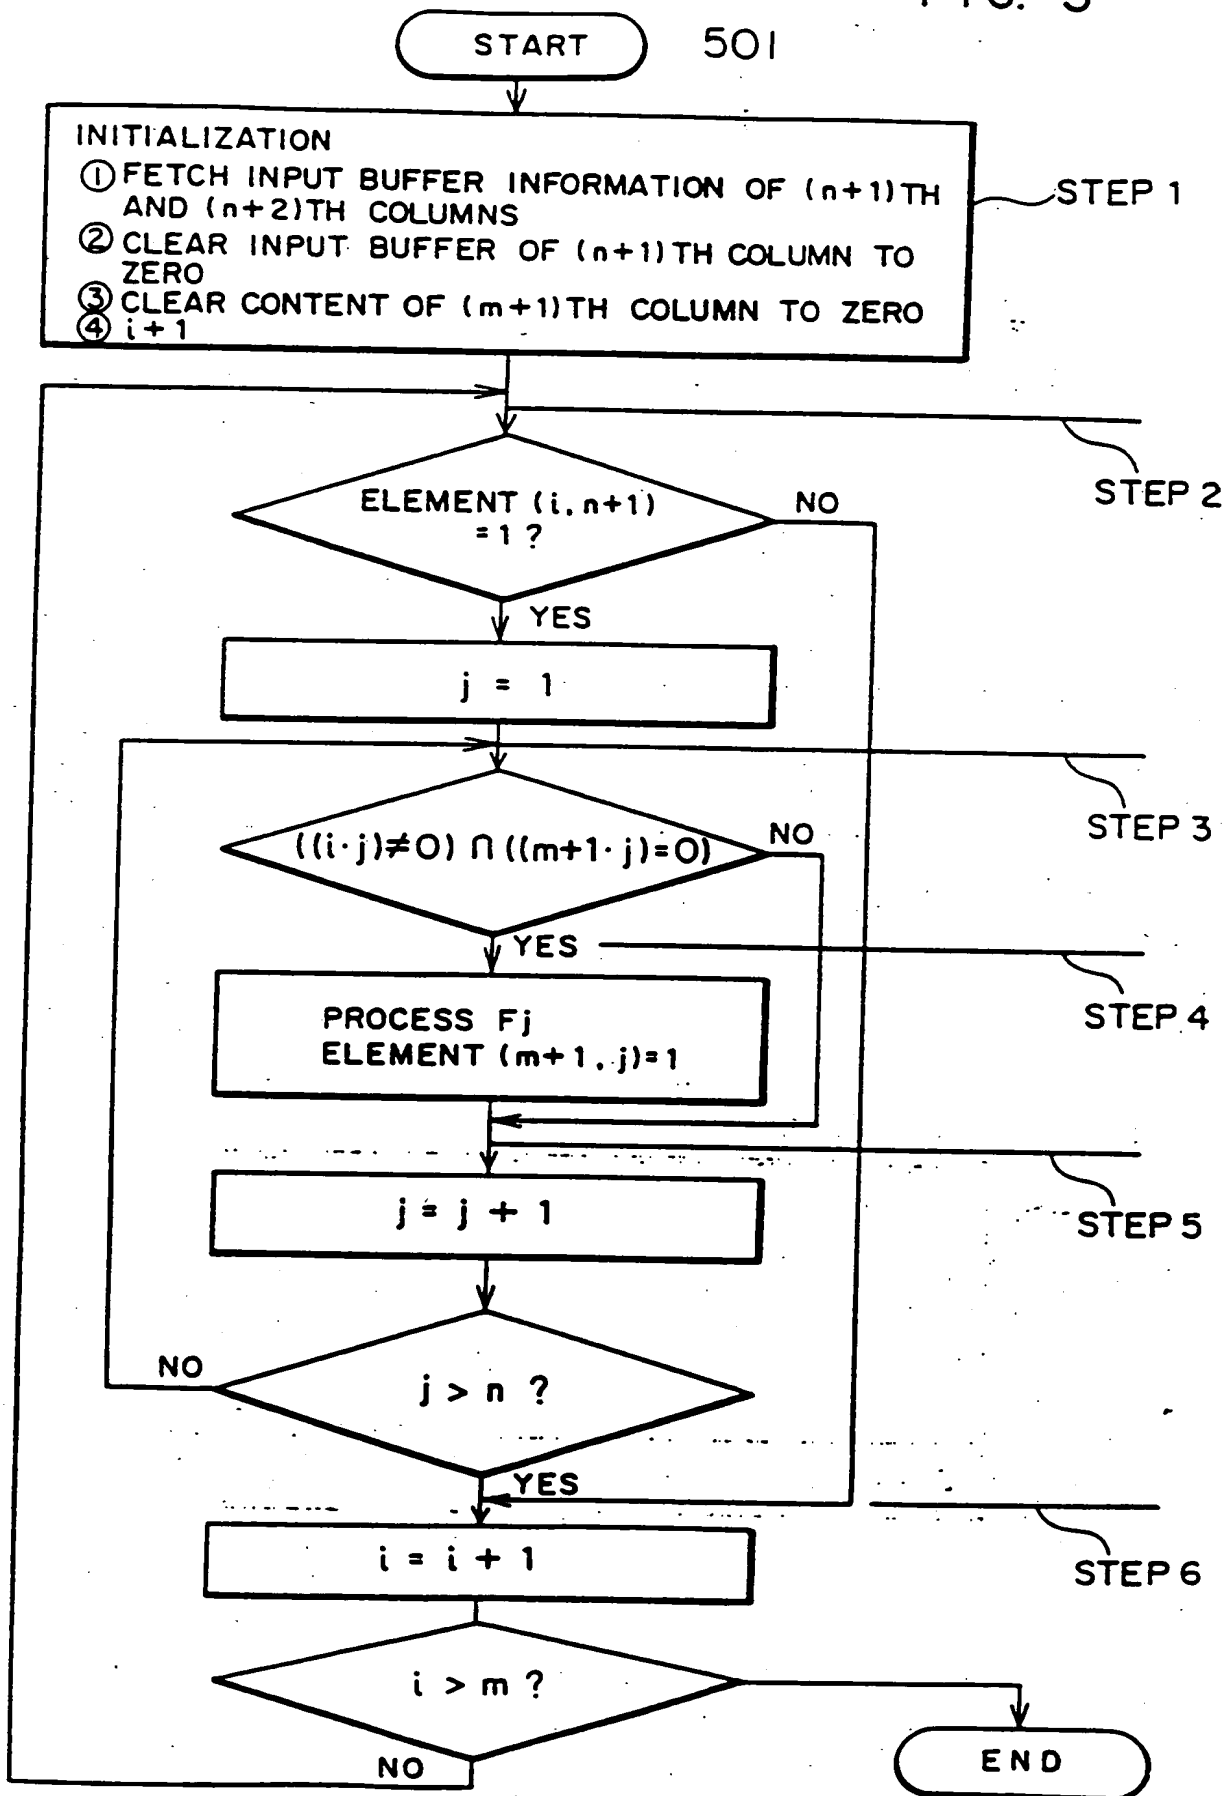 START 501
INITIALIZATION
① FETCH INPUT BUFFER INFORMATION OF (n+1)TH
AND (n+2)TH COLUMNS
② CLEAR INPUT BUFFER OF (n+1)TH COLUMN TO
ZERO
③ CLEAR CONTENT OF (m+1)TH COLUMN TO ZERO
④ i+1
STEP 1
STEP 2
ELEMENT (i, n+1)
=1 ?
NO
YES
j = 1
STEP 3
((i·j)≠0) ∩ ((m+1·j)=0)
NO
YES
STEP 4
PROCESS Fj
ELEMENT (m+1, j)=1
STEP 5
j = j + 1
NO
j > n ?
YES
STEP 6
i = i + 1
i > m ?
NO
END